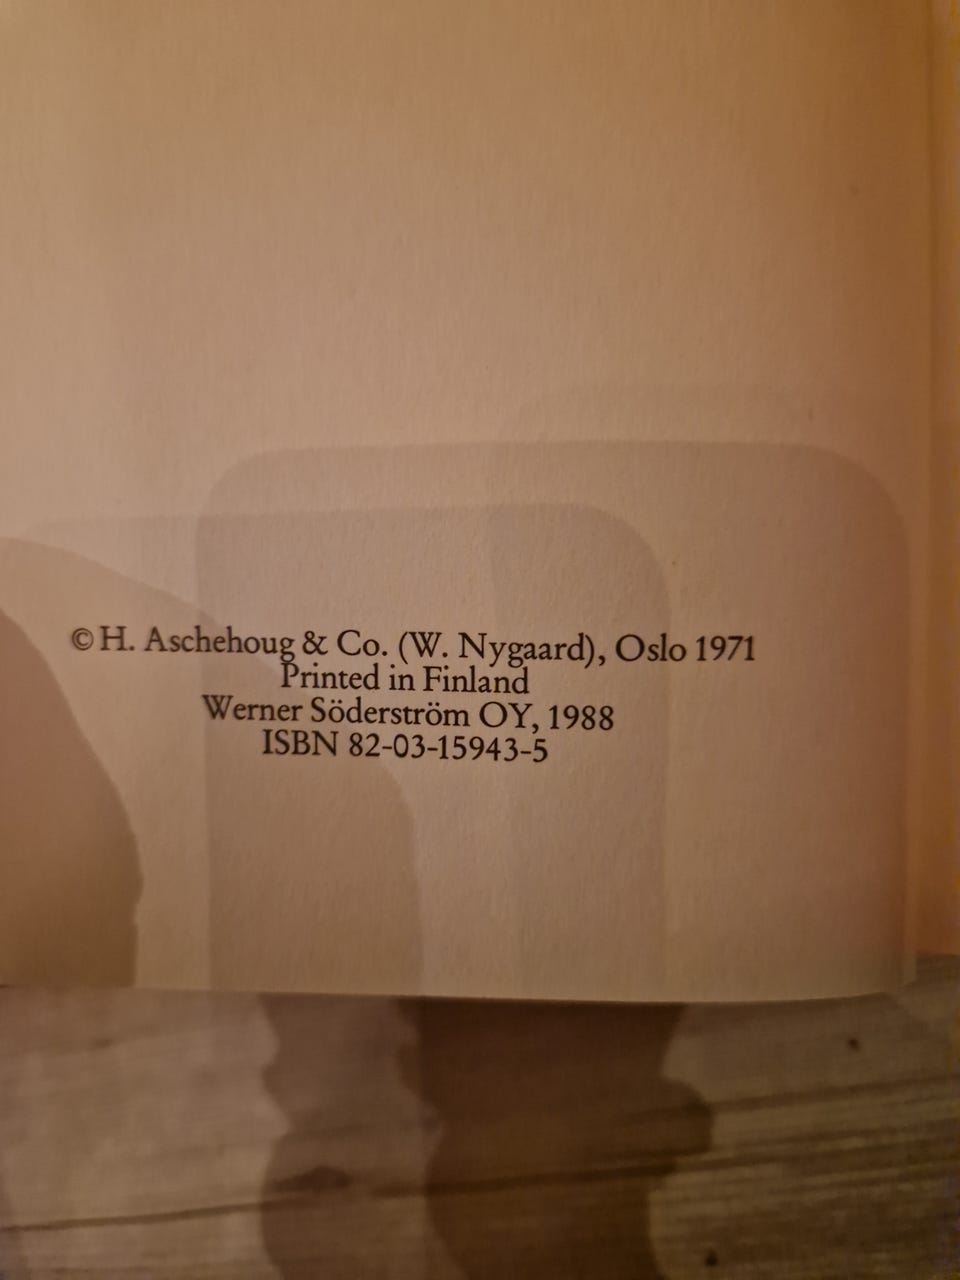 © H. Aschehoug & Co. (W. Nygaard), Oslo 1971
Printed in Finland
Werner Söderström OY, 1988
ISBN 82-03-15943-5